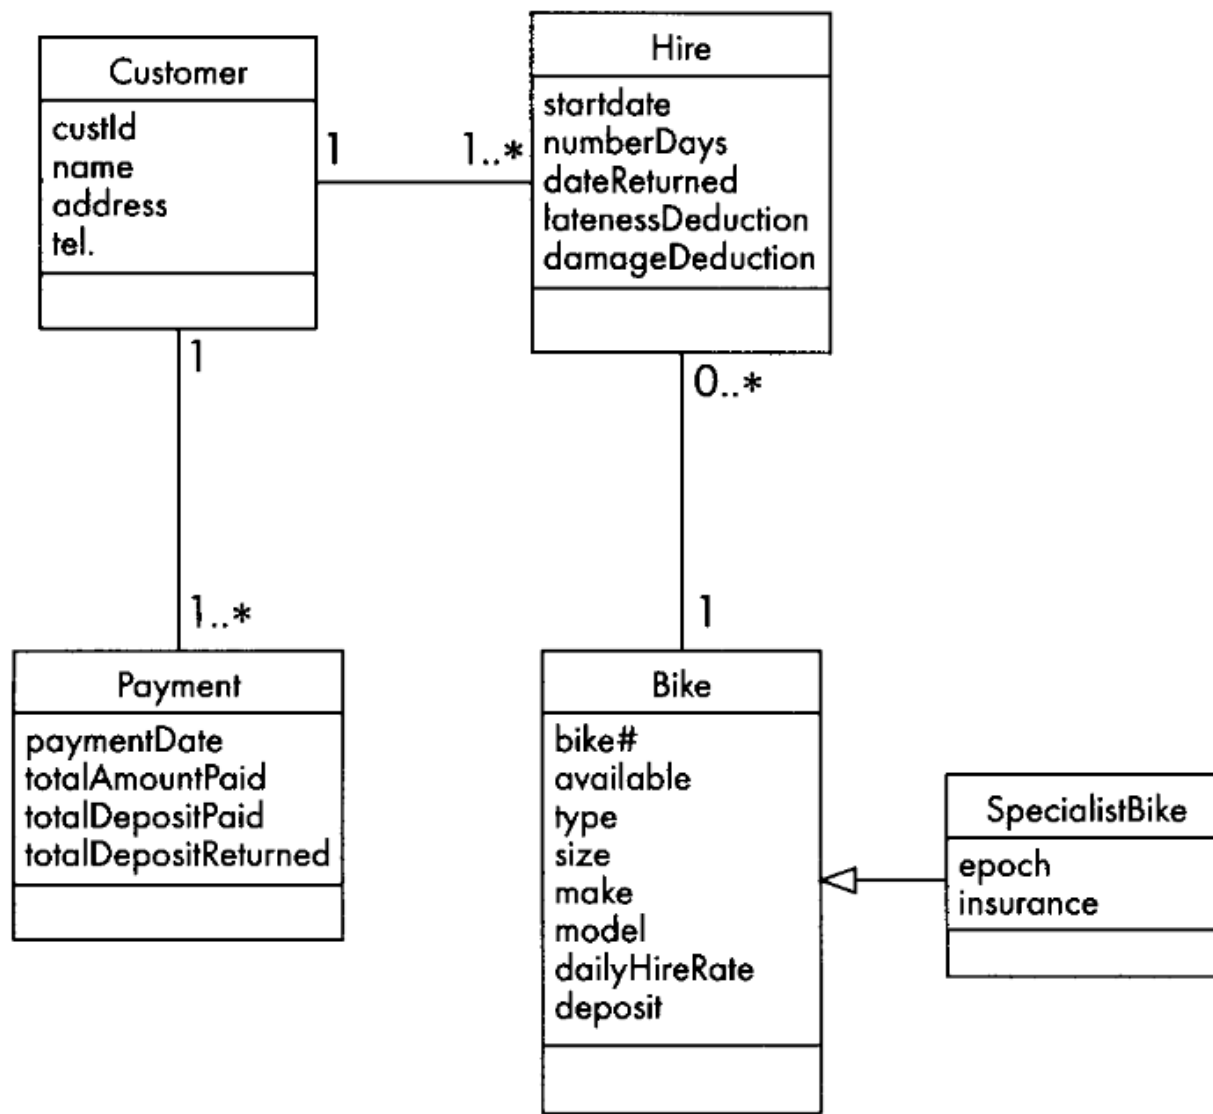 Customer
custId
name
address
tel.
1
1..*
Hire
startdate
numberDays
dateReturned
latenessDeduction
damageDeduction
1
0..*
1..*
1
Payment
paymentDate
totalAmountPaid
totalDepositPaid
totalDepositReturned
Bike
bike#
available
type
size
make
model
dailyHireRate
deposit
SpecialistBike
epoch
insurance